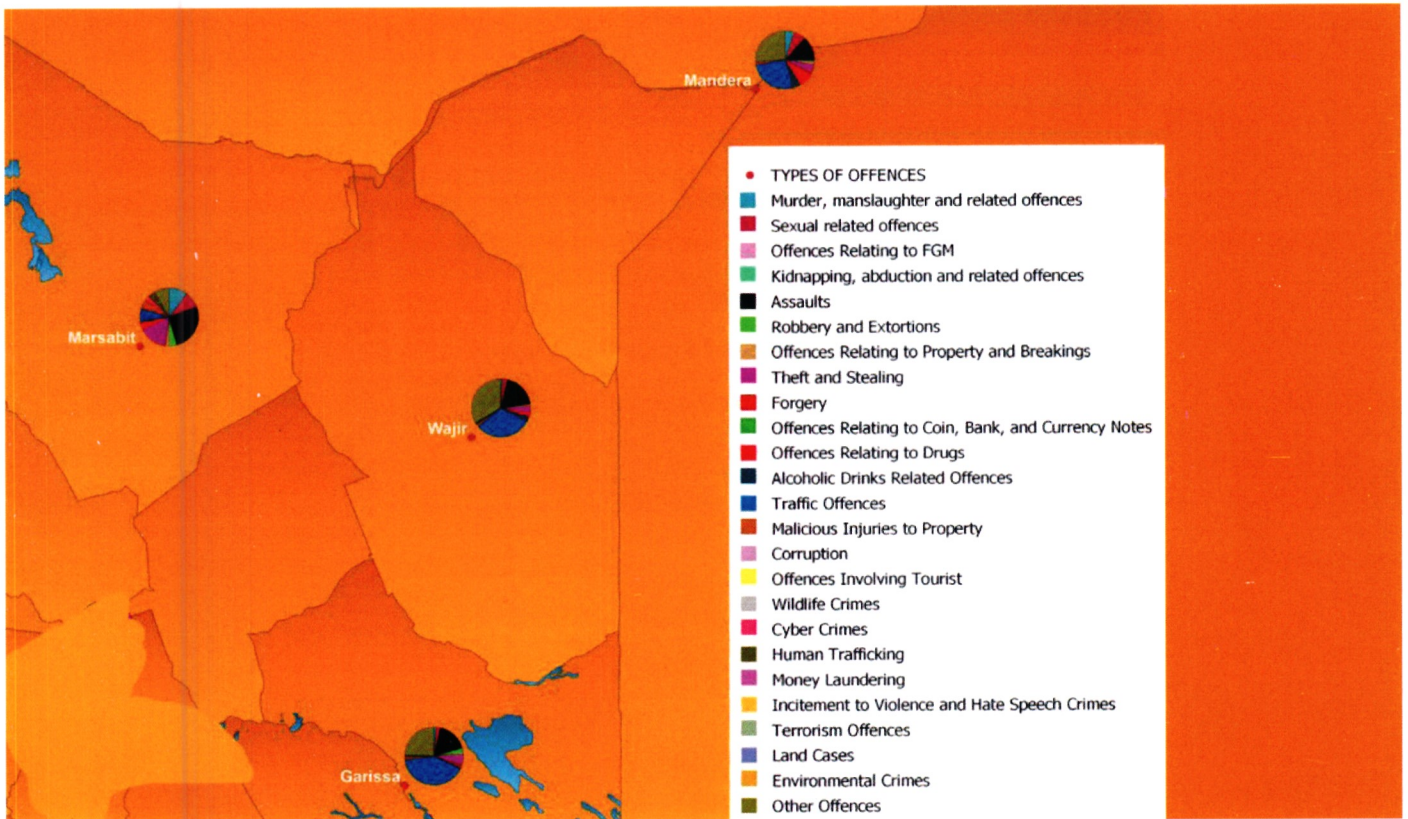 Mandera
Marsabit
Wajir
Garissa
TYPES OF OFFENCES
Murder, manslaughter and related offences
Sexual related offences
Offences Relating to FGM
Kidnapping, abduction and related offences
Assaults
Robbery and Extortions
Offences Relating to Property and Breakings
Theft and Stealing
Forgery
Offences Relating to Coin, Bank, and Currency Notes
Offences Relating to Drugs
Alcoholic Drinks Related Offences
Traffic Offences
Malicious Injuries to Property
Corruption
Offences Involving Tourist
Wildlife Crimes
Cyber Crimes
Human Trafficking
Money Laundering
Incitement to Violence and Hate Speech Crimes
Terrorism Offences
Land Cases
Environmental Crimes
Other Offences